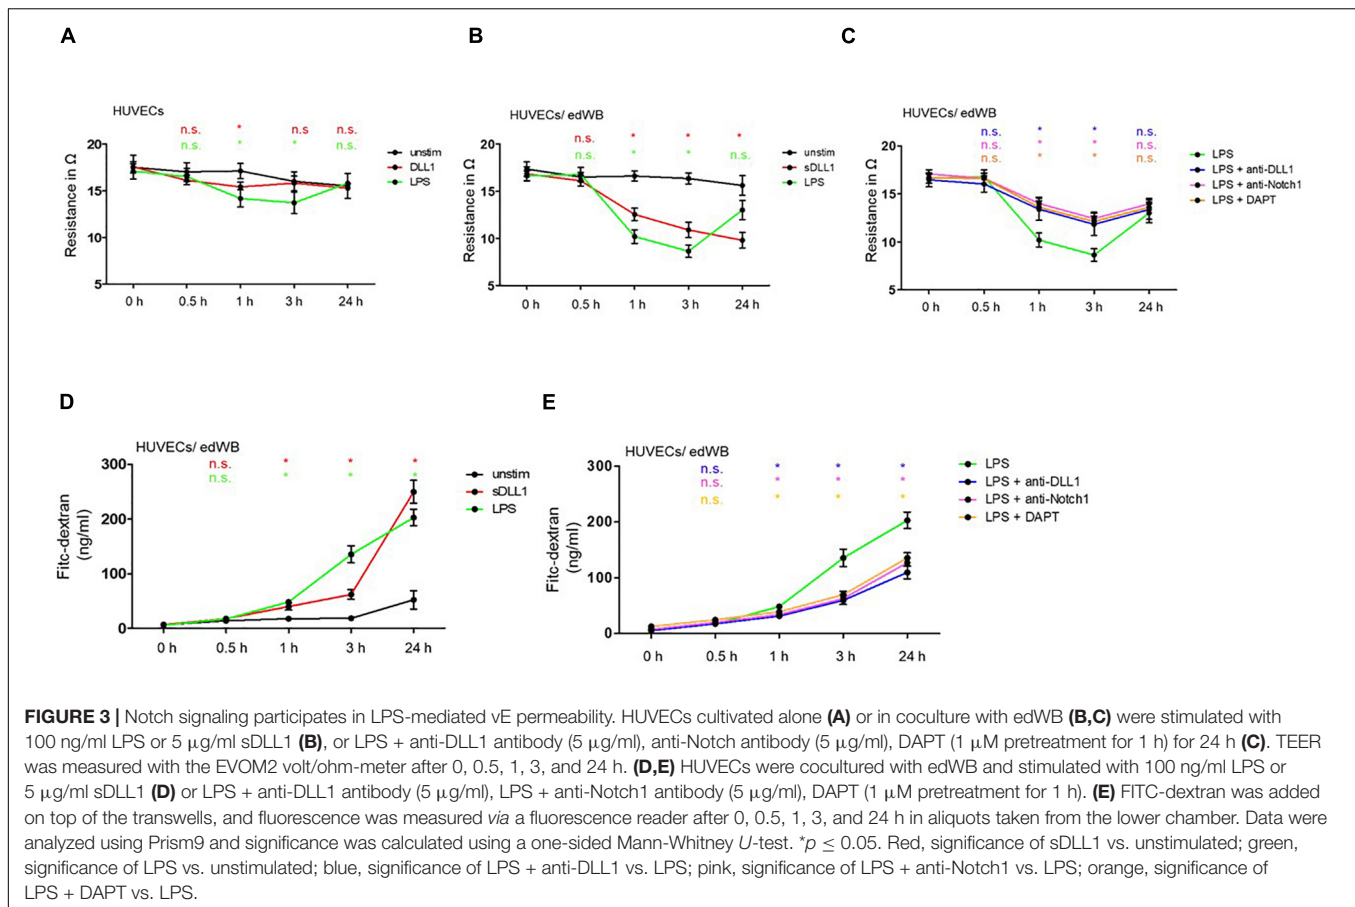 A
HUVECs
n.s. * n.s n.s.
n.s. * * n.s.
20
15
10
5
Resistance in Ω
0 h 0.5 h 1 h 3 h 24 h
unstim
DLL1
LPS
B
HUVECs/ edWB
n.s. * * *
n.s. * * n.s.
20
15
10
5
Resistance in Ω
0 h 0.5 h 1 h 3 h 24 h
unstim
sDLL1
LPS
C
HUVECs/ edWB
n.s. * * n.s.
n.s. * * n.s.
n.s. * * n.s.
20
15
10
5
Resistance in Ω
0 h 0.5 h 1 h 3 h 24 h
LPS
LPS + anti-DLL1
LPS + anti-Notch1
LPS + DAPT
D
HUVECs/ edWB
n.s. * * *
n.s. * * *
300
200
100
0
Fitc-dextran
(ng/ml)
0 h 0.5 h 1 h 3 h 24 h
unstim
sDLL1
LPS
E
HUVECs/ edWB
n.s. * * *
n.s. * * *
n.s. * * *
300
200
100
0
Fitc-dextran
(ng/ml)
0 h 0.5 h 1 h 3 h 24 h
LPS
LPS + anti-DLL1
LPS + anti-Notch1
LPS + DAPT
FIGURE 3 | Notch signaling participates in LPS-mediated vE permeability. HUVECs cultivated alone (A) or in coculture with edWB (B,C) were stimulated with
100 ng/ml LPS or 5 μg/ml sDLL1 (B), or LPS + anti-DLL1 antibody (5 μg/ml), anti-Notch antibody (5 μg/ml), DAPT (1 μM pretreatment for 1 h) for 24 h (C). TEER
was measured with the EVOM2 volt/ohm-meter after 0, 0.5, 1, 3, and 24 h. (D,E) HUVECs were cocultured with edWB and stimulated with 100 ng/ml LPS or
5 μg/ml sDLL1 (D) or LPS + anti-DLL1 antibody (5 μg/ml), LPS + anti-Notch1 antibody (5 μg/ml), DAPT (1 μM pretreatment for 1 h). (E) FITC-dextran was added
on top of the transwells, and fluorescence was measured via a fluorescence reader after 0, 0.5, 1, 3, and 24 h in aliquots taken from the lower chamber. Data were
analyzed using Prism9 and significance was calculated using a one-sided Mann-Whitney U-test. *p ≤ 0.05. Red, significance of sDLL1 vs. unstimulated; green,
significance of LPS vs. unstimulated; blue, significance of LPS + anti-DLL1 vs. LPS; pink, significance of LPS + anti-Notch1 vs. LPS; orange, significance of
LPS + DAPT vs. LPS.